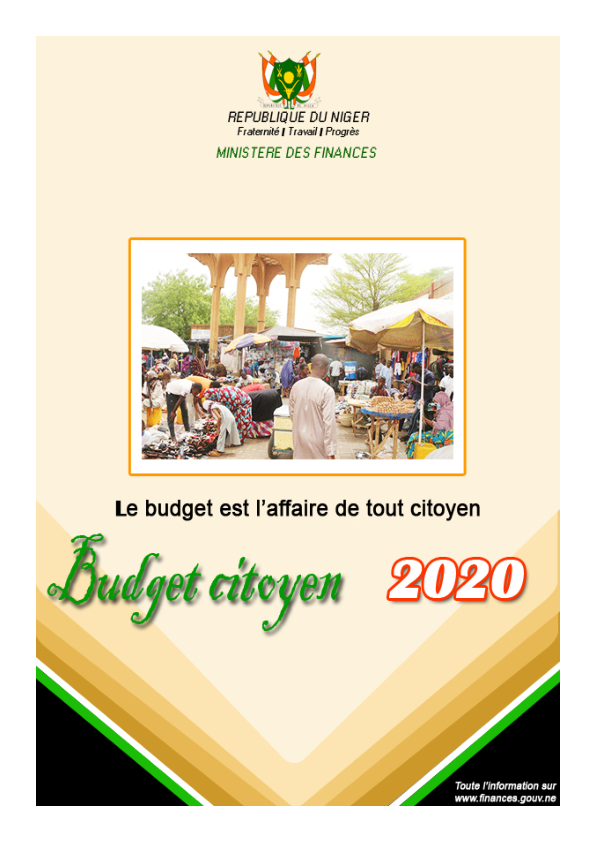 REPUBLIQUE DU NIGER
Fraternité | Travail | Progrès
MINISTERE DES FINANCES
Le budget est l'affaire de tout citoyen
Budget citoyen 2020
Toute l'information sur
www.finances.gouv.ne